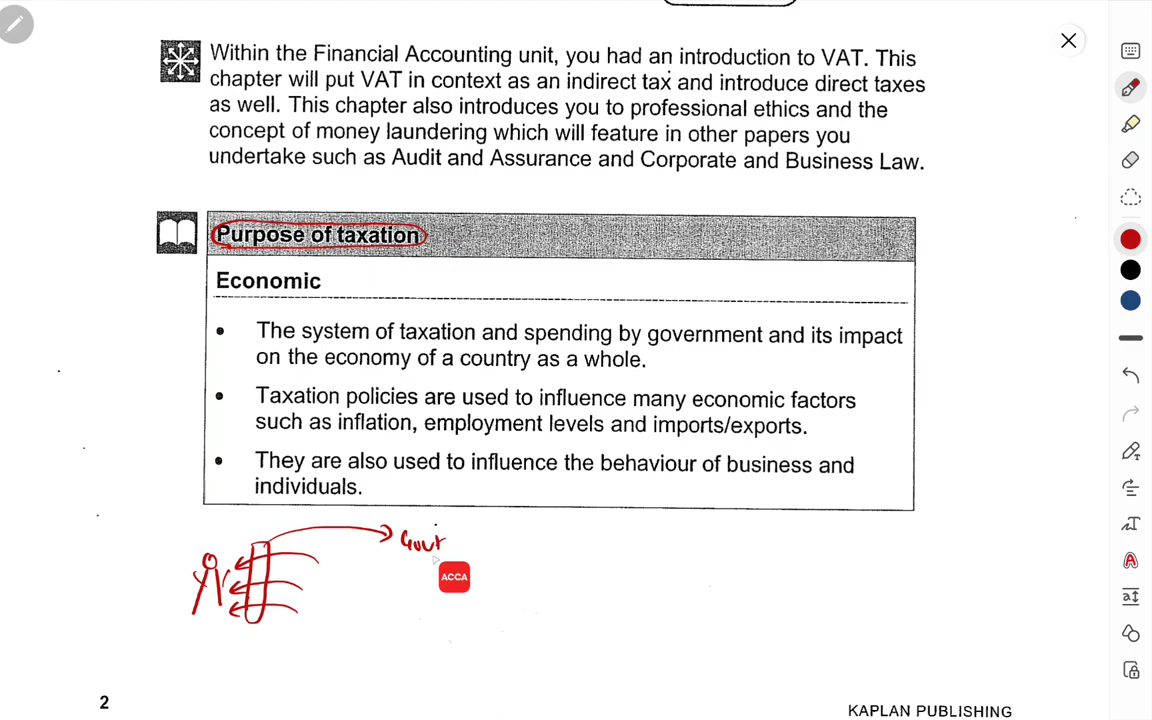 Within the Financial Accounting unit, you had an introduction to VAT. This
chapter will put VAT in context as an indirect tax and introduce direct taxes
as well. This chapter also introduces you to professional ethics and the
concept of money laundering which will feature in other papers you
undertake such as Audit and Assurance and Corporate and Business Law.
Purpose of taxation
Economic
• The system of taxation and spending by government and its impact
on the economy of a country as a whole.
• Taxation policies are used to influence many economic factors
such as inflation, employment levels and imports/exports.
• They are also used to influence the behaviour of business and
individuals.
Govt
ACCA
2
KAPLAN PUBLISHING